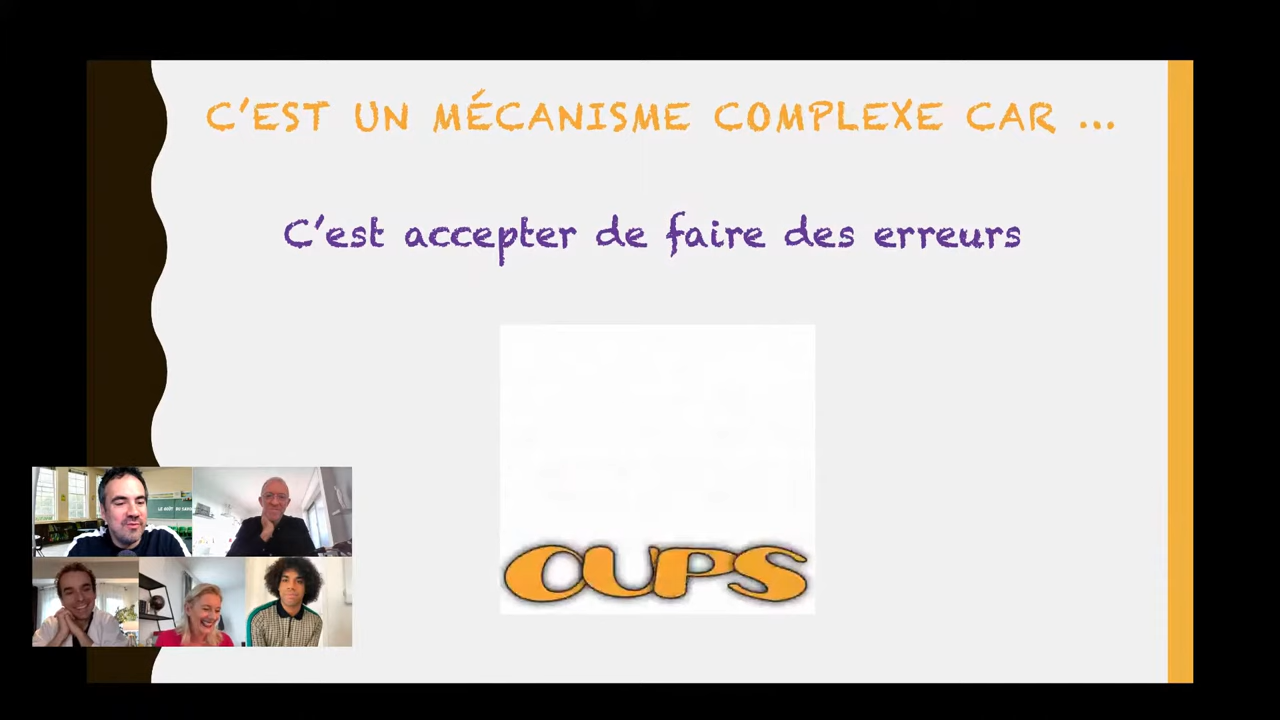 C'EST UN MÉCANISME COMPLEXE CAR ...
C'est accepter de faire des erreurs
OUPS